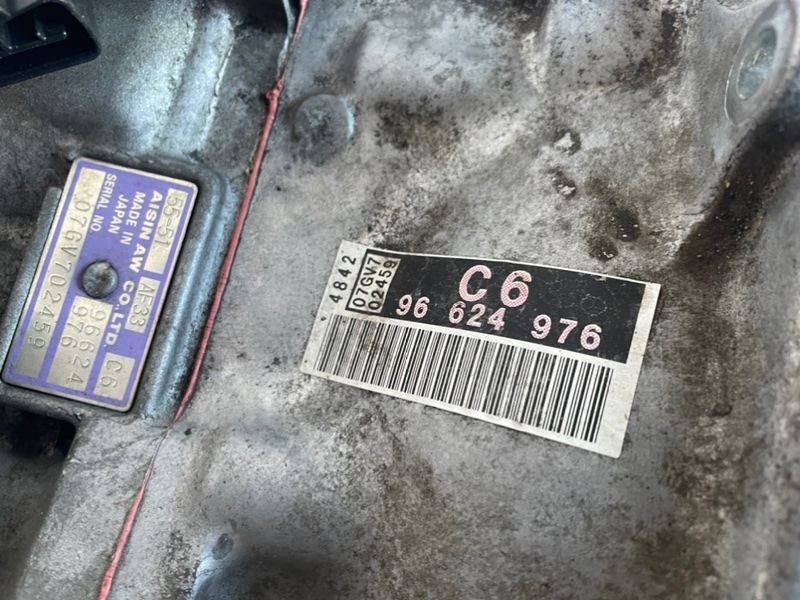 55-51 AF33 C6
AISIN AW CO.,LTD. 96624
MADE IN 976
JAPAN
SERIAL NO
07GV702459
4842
07GV7
02459
C6
96 624 976